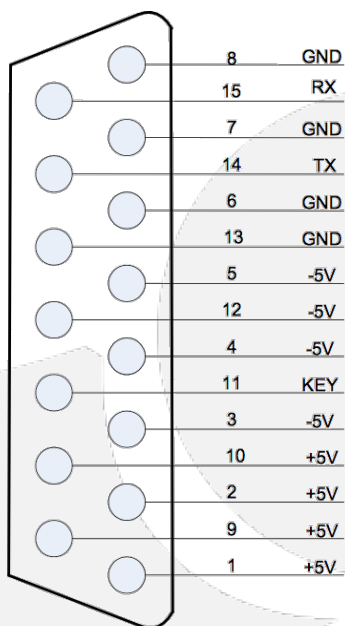 8 GND
15 RX
7 GND
14 TX
6 GND
13 GND
5 -5V
12 -5V
4 -5V
11 KEY
3 -5V
10 +5V
2 +5V
9 +5V
1 +5V